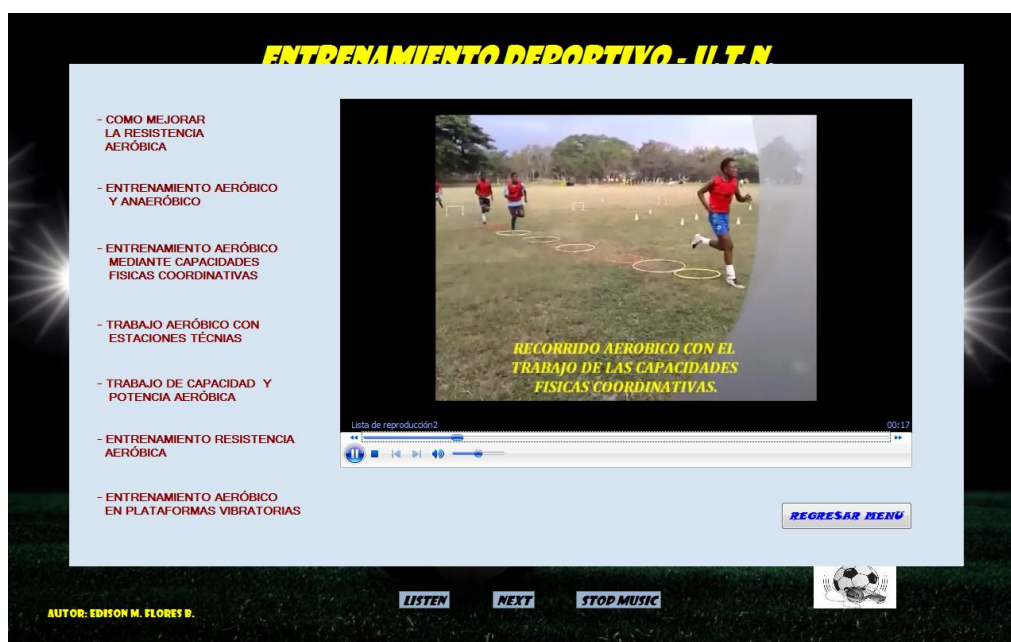 ENTRENAMIENTO DEPORTIVO - U.T.N.
- COMO MEJORAR
LA RESISTENCIA
AERÓBICA
- ENTRENAMIENTO AERÓBICO
Y ANAERÓBICO
- ENTRENAMIENTO AERÓBICO
MEDIANTE CAPACIDADES
FISICAS COORDINATIVAS
- TRABAJO AERÓBICO CON
ESTACIONES TÉCNIAS
- TRABAJO DE CAPACIDAD Y
POTENCIA AERÓBICA
- ENTRENAMIENTO RESISTENCIA
AERÓBICA
- ENTRENAMIENTO AERÓBICO
EN PLATAFORMAS VIBRATORIAS
RECORRIDO AEROBICO CON EL
TRABAJO DE LAS CAPACIDADES
FISICAS COORDINATIVAS.
Lista de reproducción2
00:17
REGRESAR MENÚ
LISTEN
NEXT
STOP MUSIC
AUTOR: EDISON M. FLORES B.